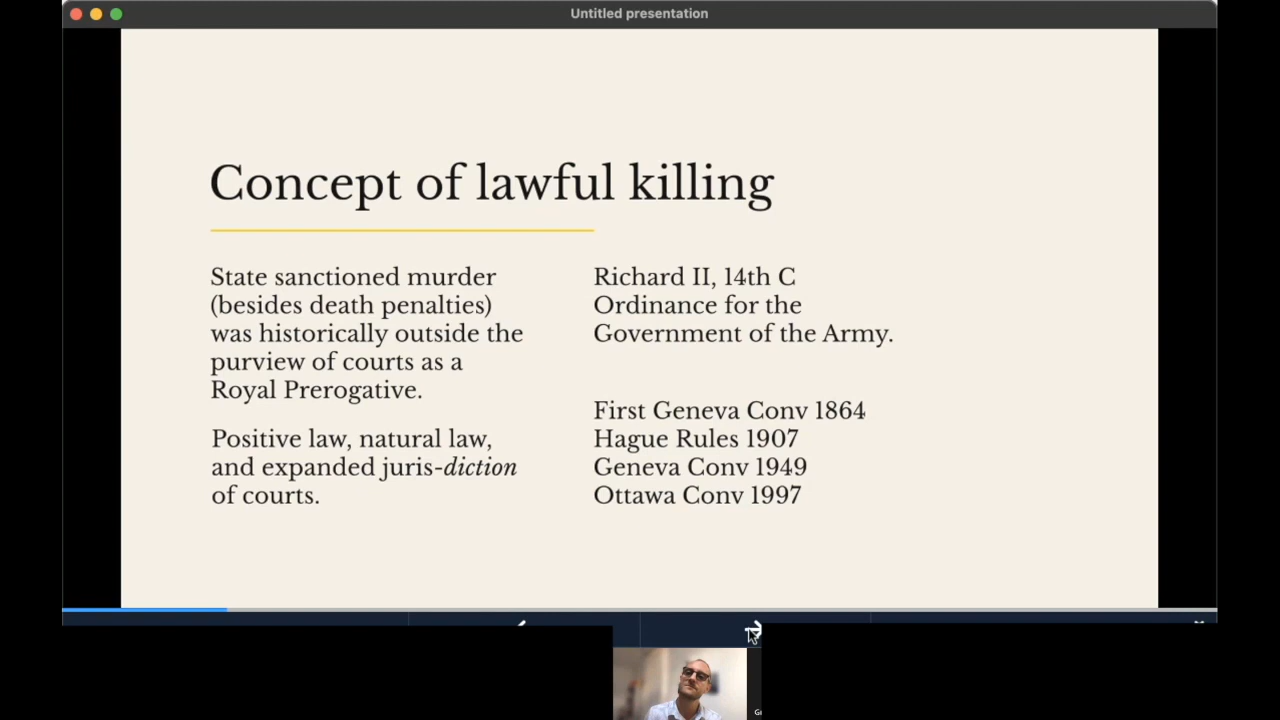 Untitled presentation
Concept of lawful killing
State sanctioned murder
(besides death penalties)
was historically outside the
purview of courts as a
Royal Prerogative.
Positive law, natural law,
and expanded juris-diction
of courts.
Richard II, 14th C
Ordinance for the
Government of the Army.
First Geneva Conv 1864
Hague Rules 1907
Geneva Conv 1949
Ottawa Conv 1997